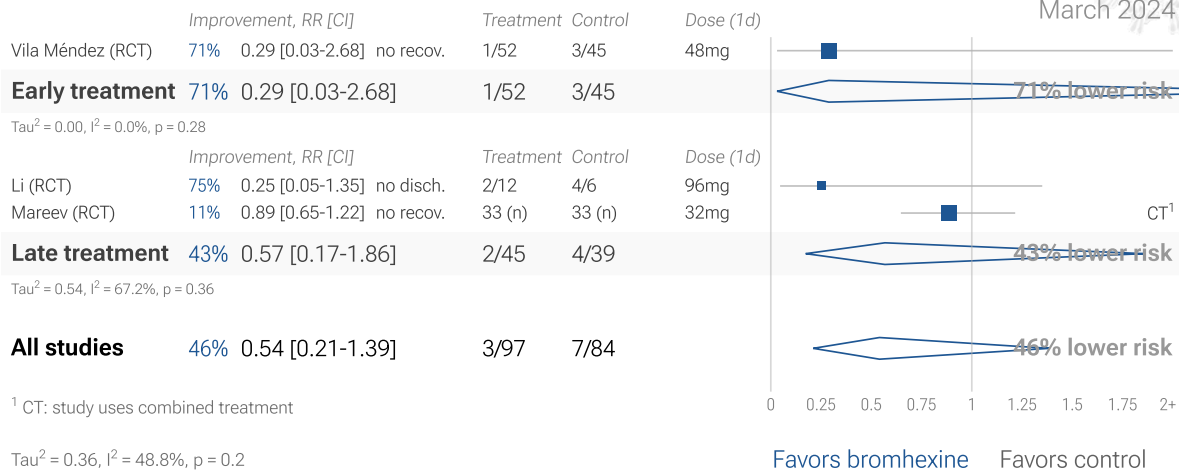 March 2024
Improvement, RR [CI] Treatment Control Dose (1d)
Vila Méndez (RCT) 71% 0.29 [0.03-2.68] no recov. 1/52 3/45 48mg
Early treatment 71% 0.29 [0.03-2.68] 1/52 3/45 71% lower risk
Tau² = 0.00, I² = 0.0%, p = 0.28
Improvement, RR [CI] Treatment Control Dose (1d)
Li (RCT) 75% 0.25 [0.05-1.35] no disch. 2/12 4/6 96mg
Mareev (RCT) 11% 0.89 [0.65-1.22] no recov. 33 (n) 33 (n) 32mg CT¹
Late treatment 43% 0.57 [0.17-1.86] 2/45 4/39 43% lower risk
Tau² = 0.54, I² = 67.2%, p = 0.36
All studies 46% 0.54 [0.21-1.39] 3/97 7/84 46% lower risk
¹ CT: study uses combined treatment
0 0.25 0.5 0.75 1 1.25 1.5 1.75 2+
Tau² = 0.36, I² = 48.8%, p = 0.2
Favors bromhexine Favors control